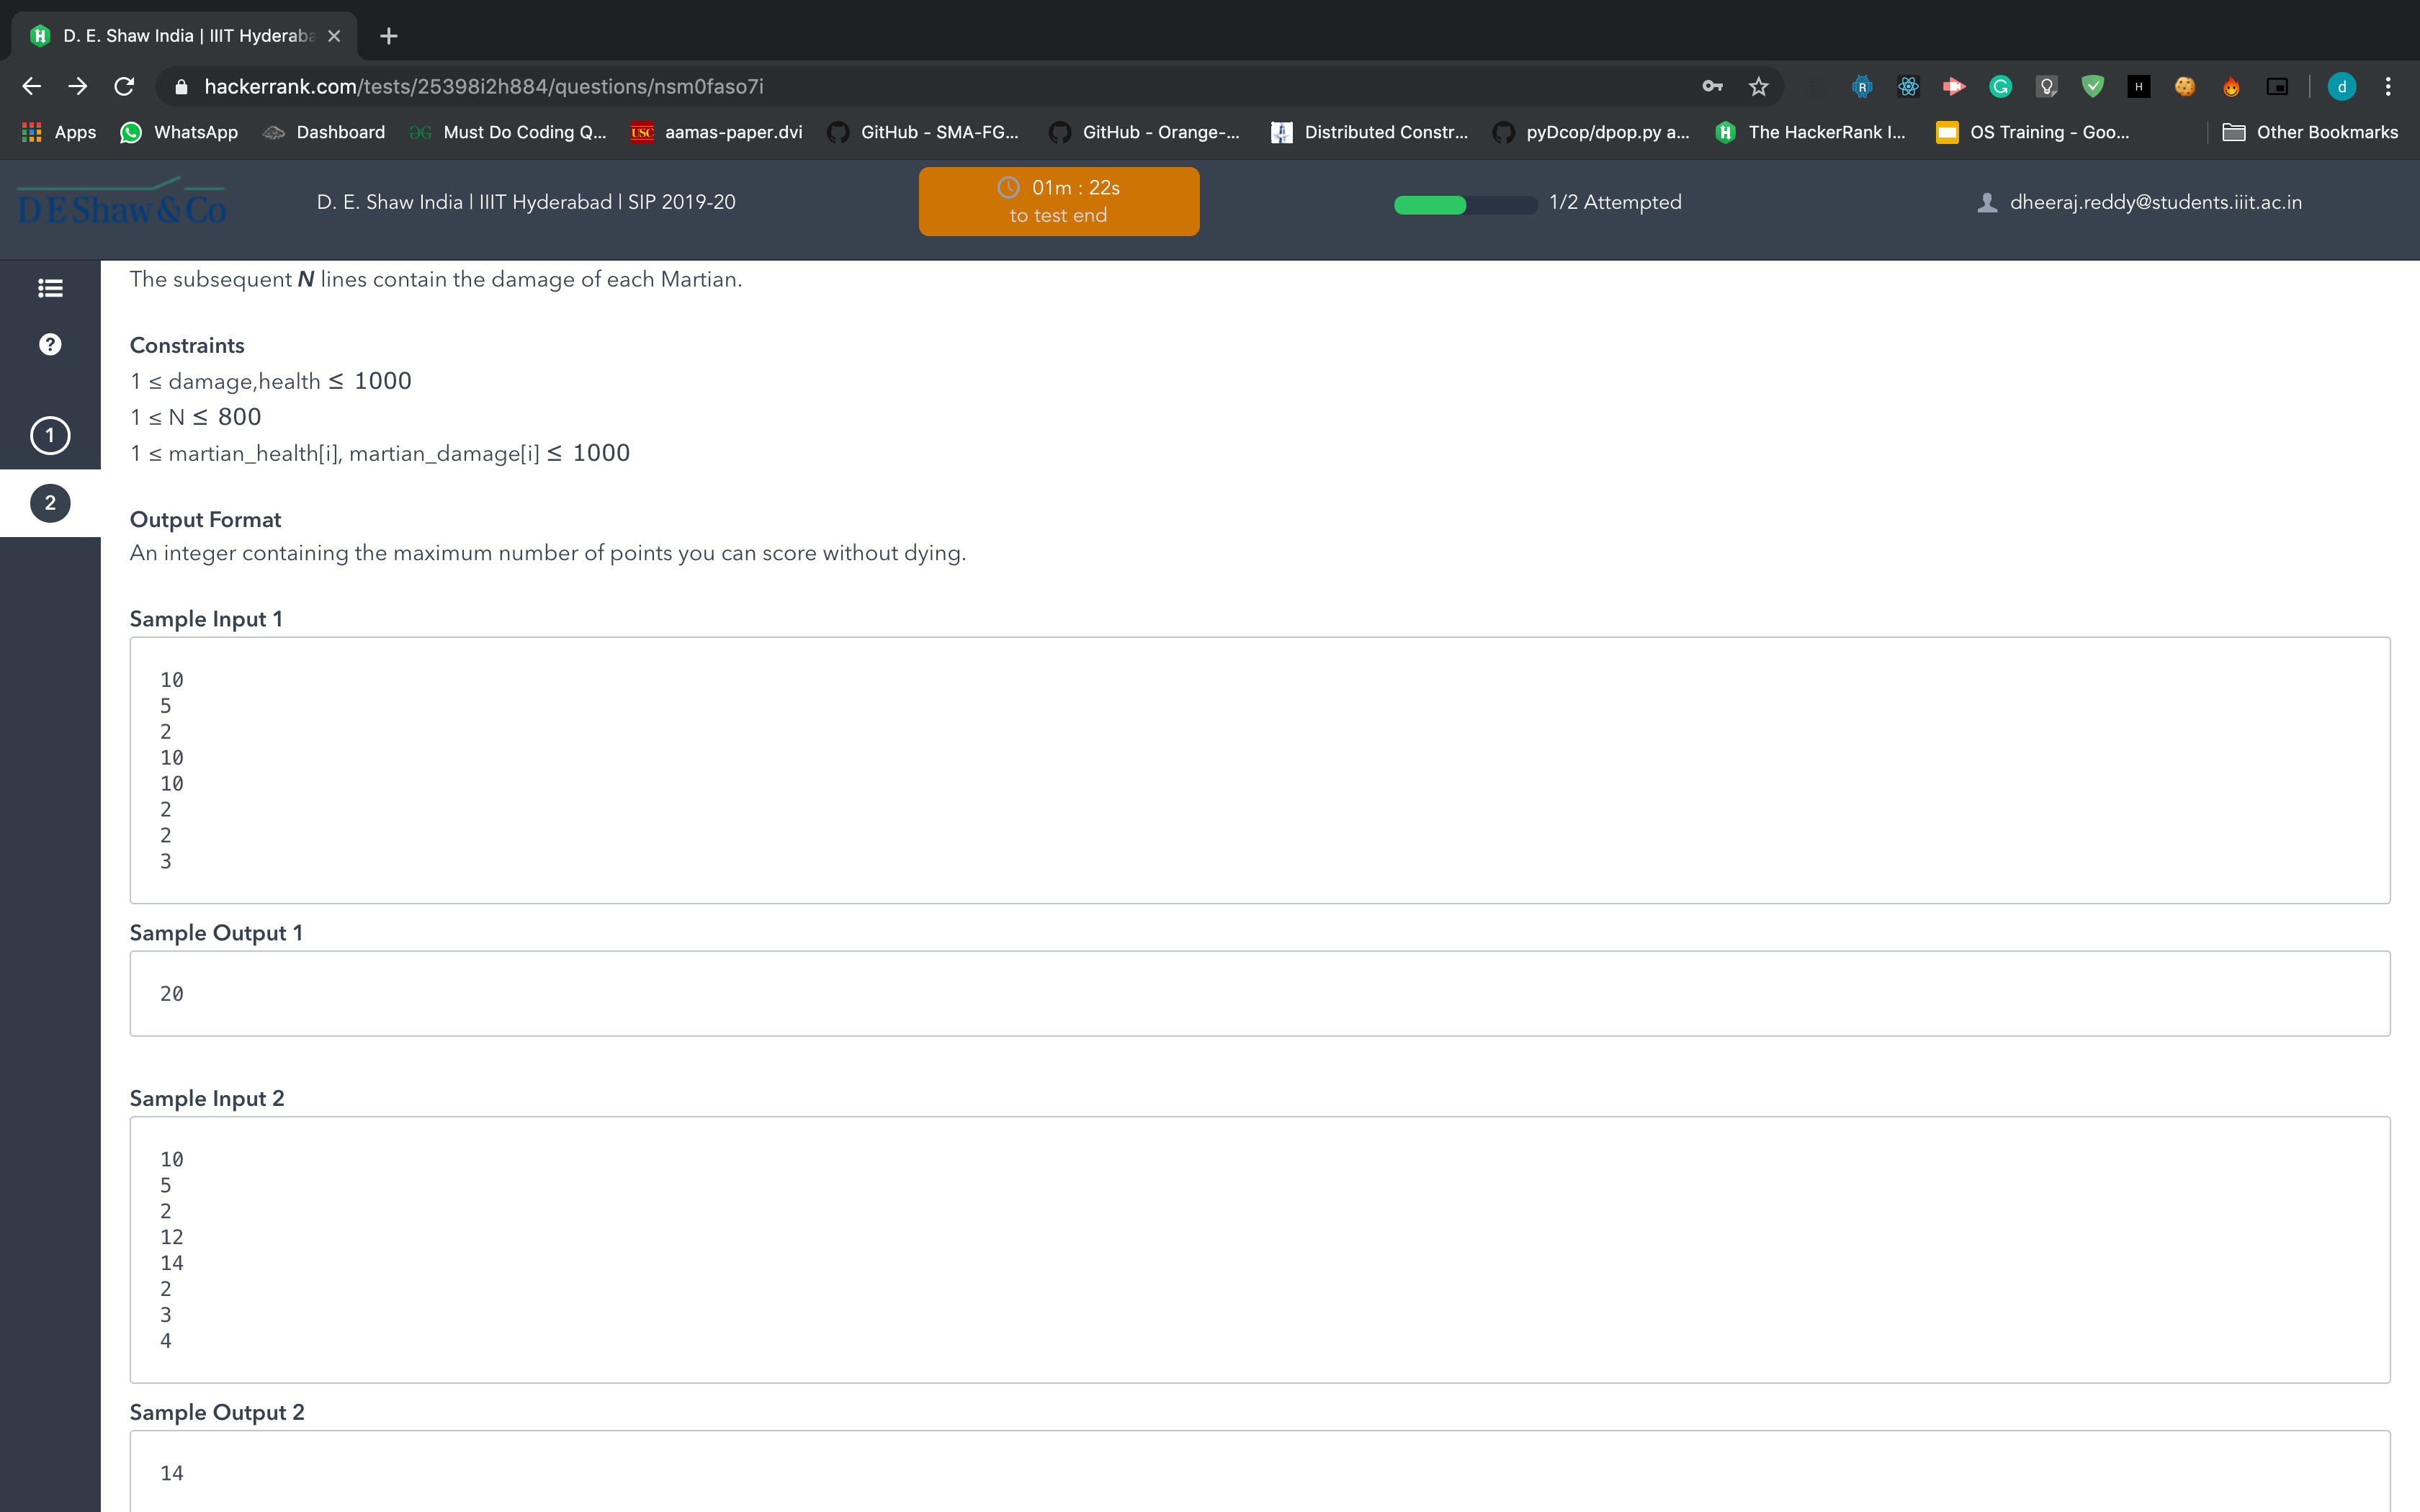 D. E. Shaw India | IIIT Hyderaba
hackerrank.com/tests/25398i2h884/questions/nsm0faso7i
Apps WhatsApp Dashboard Must Do Coding Q... USC aamas-paper.dvi GitHub - SMA-FG... GitHub - Orange-... Distributed Constr... pyDcop/dpop.py a... The HackerRank I... OS Training - Goo... Other Bookmarks
D E Shaw & Co D. E. Shaw India | IIIT Hyderabad | SIP 2019-20 01m : 22s 1/2 Attempted dheeraj.reddy@students.iiit.ac.in
to test end
The subsequent N lines contain the damage of each Martian.
Constraints
1 ≤ damage,health ≤ 1000
1 ≤ N ≤ 800
1
1 ≤ martian_health[i], martian_damage[i] ≤ 1000
2
Output Format
An integer containing the maximum number of points you can score without dying.
Sample Input 1
10
5
2
10
10
2
2
3
Sample Output 1
20
Sample Input 2
10
5
2
12
14
2
3
4
Sample Output 2
14